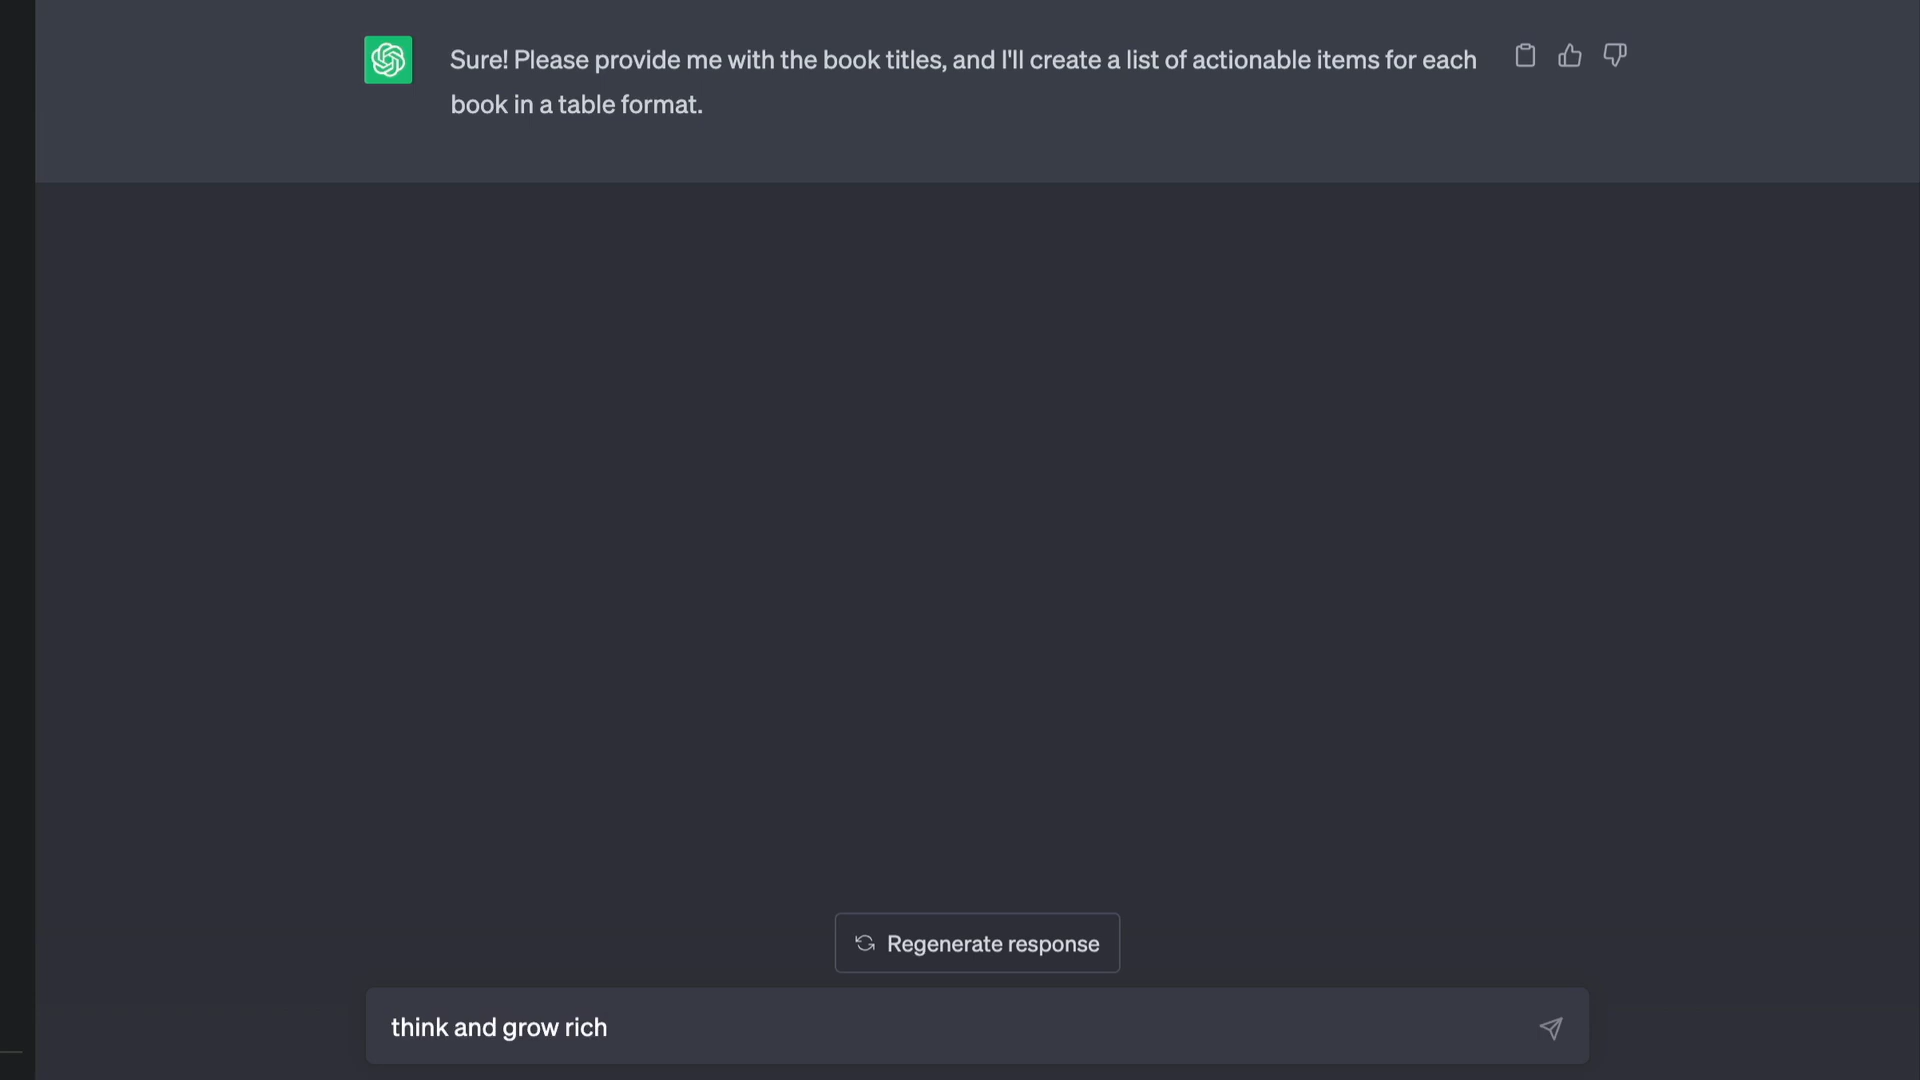 Sure! Please provide me with the book titles, and I'll create a list of actionable items for each
book in a table format.
Regenerate response
think and grow rich